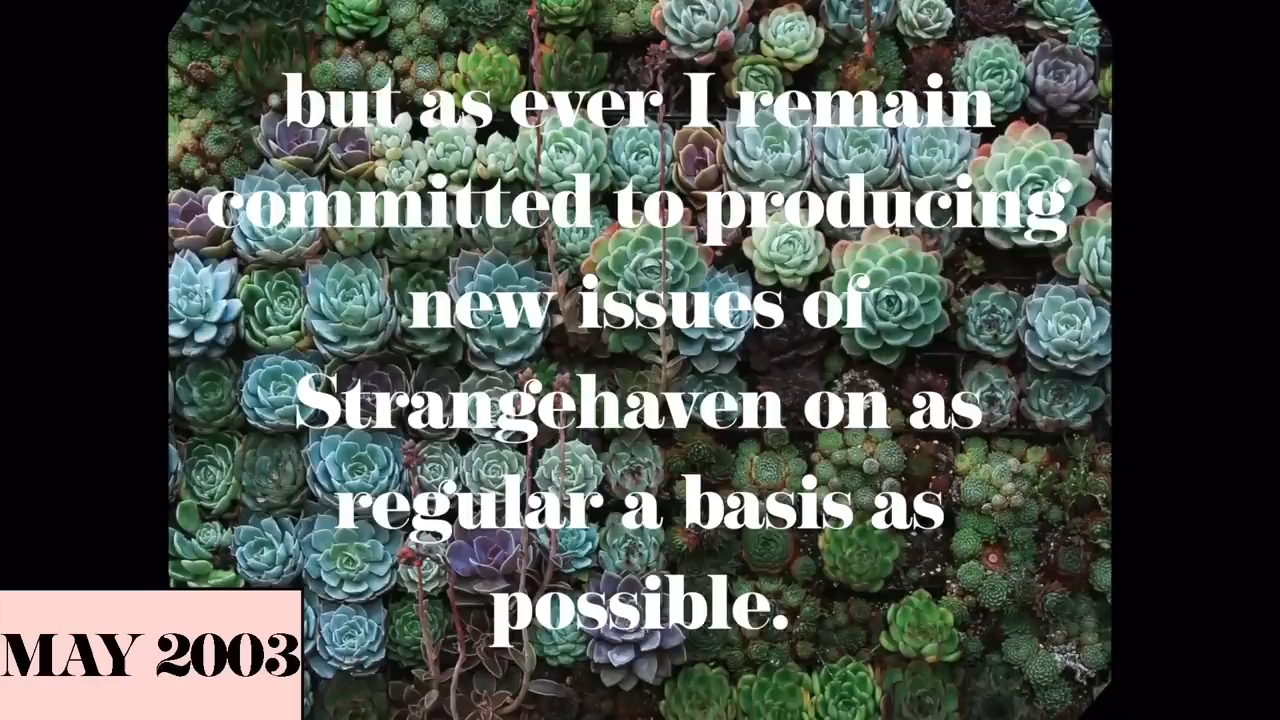 but as ever I remain
committed to producing
new issues of
Strangehaven on as
regular a basis as
possible.
MAY 2003